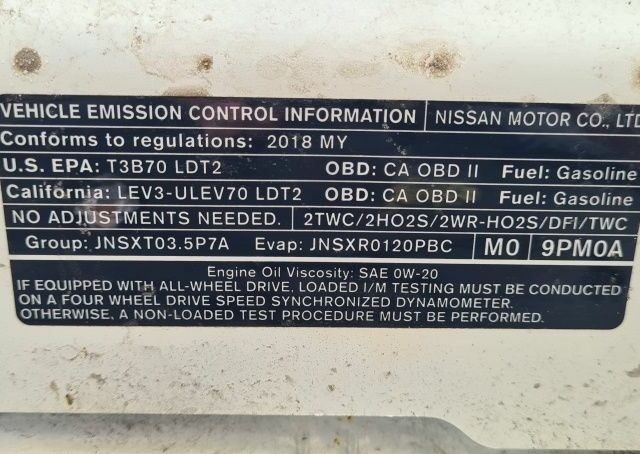 VEHICLE EMISSION CONTROL INFORMATION NISSAN MOTOR CO., LTD
Conforms to regulations: 2018 MY
U.S. EPA: T3B70 LDT2 OBD: CA OBD II Fuel: Gasoline
California: LEV3-ULEV70 LDT2 OBD: CA OBD II Fuel: Gasoline
NO ADJUSTMENTS NEEDED. 2TWC/2HO2S/2WR-HO2S/DFI/TWC
Group: JNSXT03.5P7A Evap: JNSXR0120PBC M0 9PM0A
Engine Oil Viscosity: SAE 0W-20
IF EQUIPPED WITH ALL-WHEEL DRIVE, LOADED I/M TESTING MUST BE CONDUCTED
ON A FOUR WHEEL DRIVE SPEED SYNCHRONIZED DYNAMOMETER.
OTHERWISE, A NON-LOADED TEST PROCEDURE MUST BE PERFORMED.